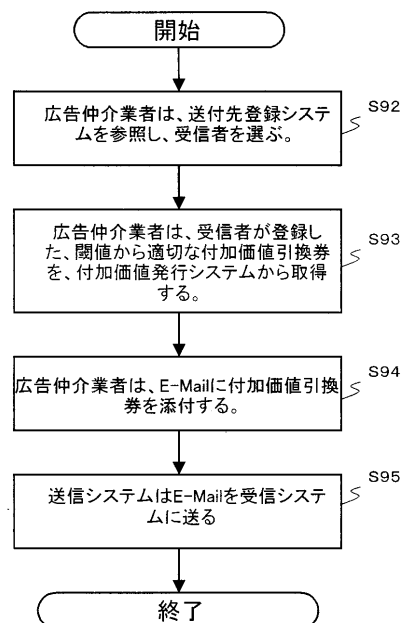 開始
S92
広告仲介業者は、送付先登録システ
ムを参照し、受信者を選ぶ。
S93
広告仲介業者は、受信者が登録し
た、閾値から適切な付加価値引換券
を、付加価値発行システムから取得
する。
S94
広告仲介業者は、E-Mailに付加価値引換
券を添付する。
S95
送信システムはE-Mailを受信システ
ムに送る
終了